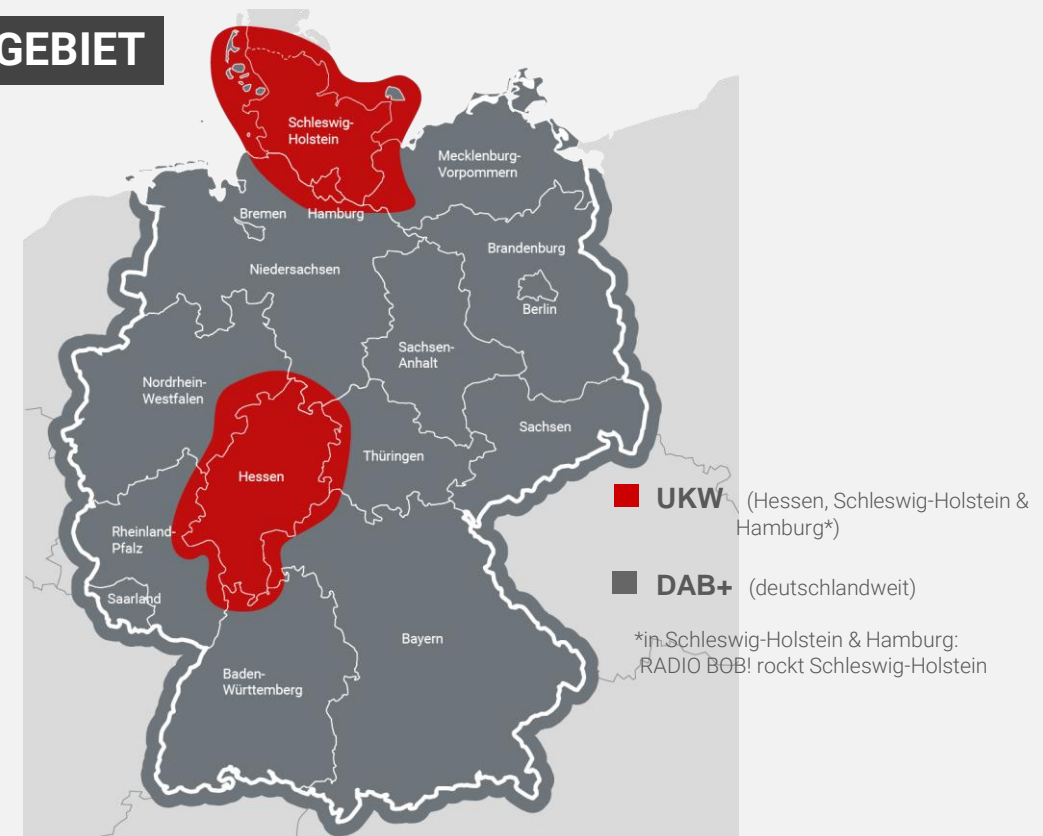 GEBIET
Schleswig-
Holstein
Mecklenburg-
Vorpommern
Bremen
Hamburg
Brandenburg
Niedersachsen
Berlin
Sachsen-
Anhalt
Nordrhein-
Westfalen
Sachsen
Thüringen
Hessen
UKW (Hessen, Schleswig-Holstein &
Hamburg*)
Rheinland-
Pfalz
DAB+ (deutschlandweit)
Saarland
*in Schleswig-Holstein & Hamburg:
RADIO BOB! rockt Schleswig-Holstein
Bayern
Baden-
Württemberg